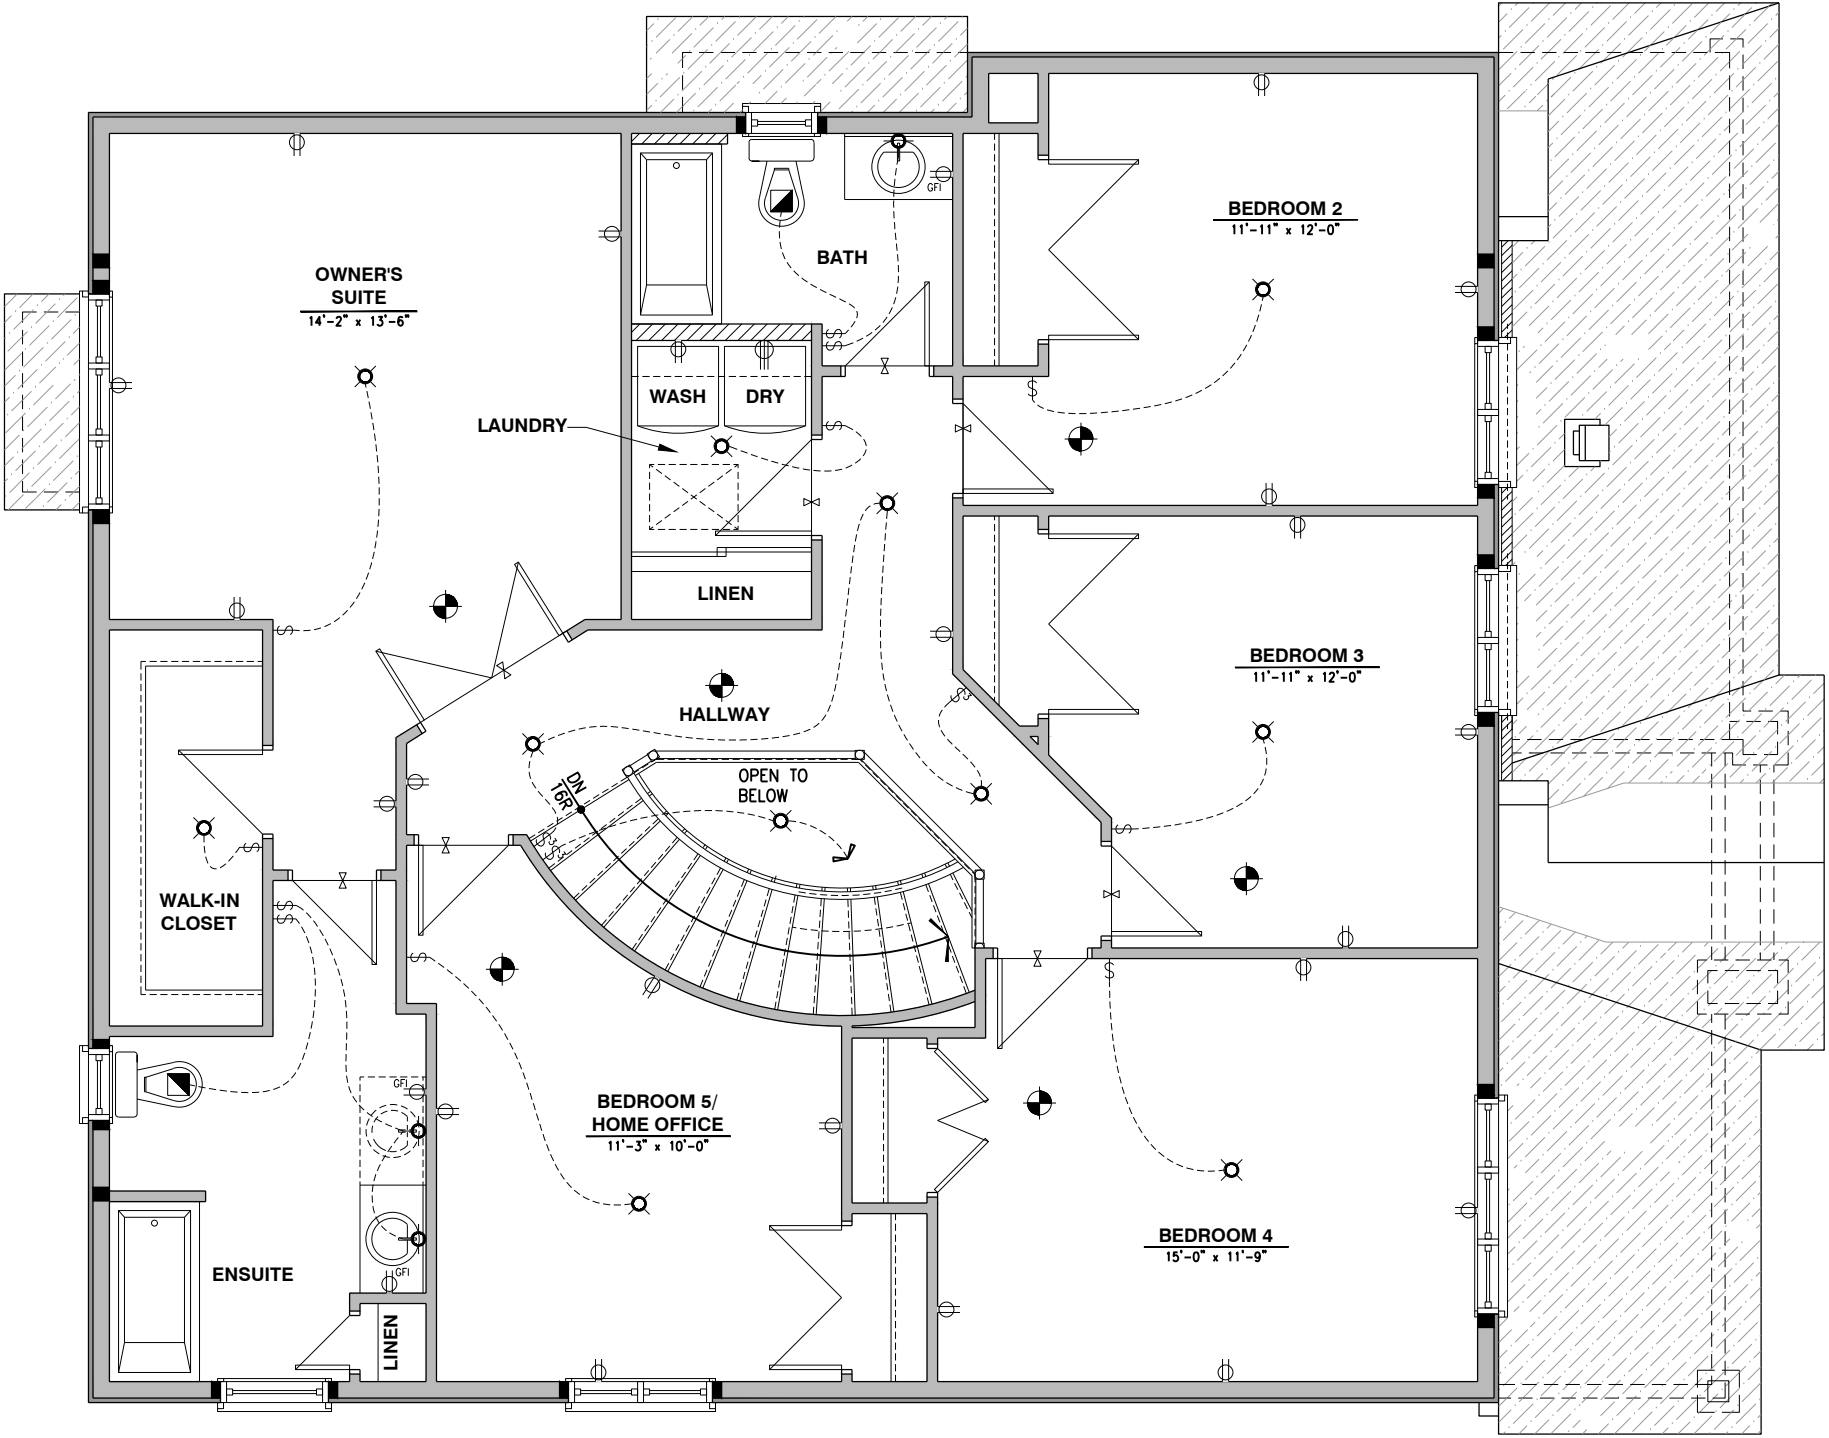 BEDROOM 2
11'-11" x 12'-0"
GFI
BATH
OWNER'S
SUITE
14'-2" x 13'-6"
WASH
DRY
LAUNDRY
LINEN
BEDROOM 3
11'-11" x 12'-0"
HALLWAY
OPEN TO
BELOW
DN
16R
WALK-IN
CLOSET
GFI
BEDROOM 5/
HOME OFFICE
11'-3" x 10'-0"
BEDROOM 4
15'-0" x 11'-9"
ENSUITE
GFI
LINEN